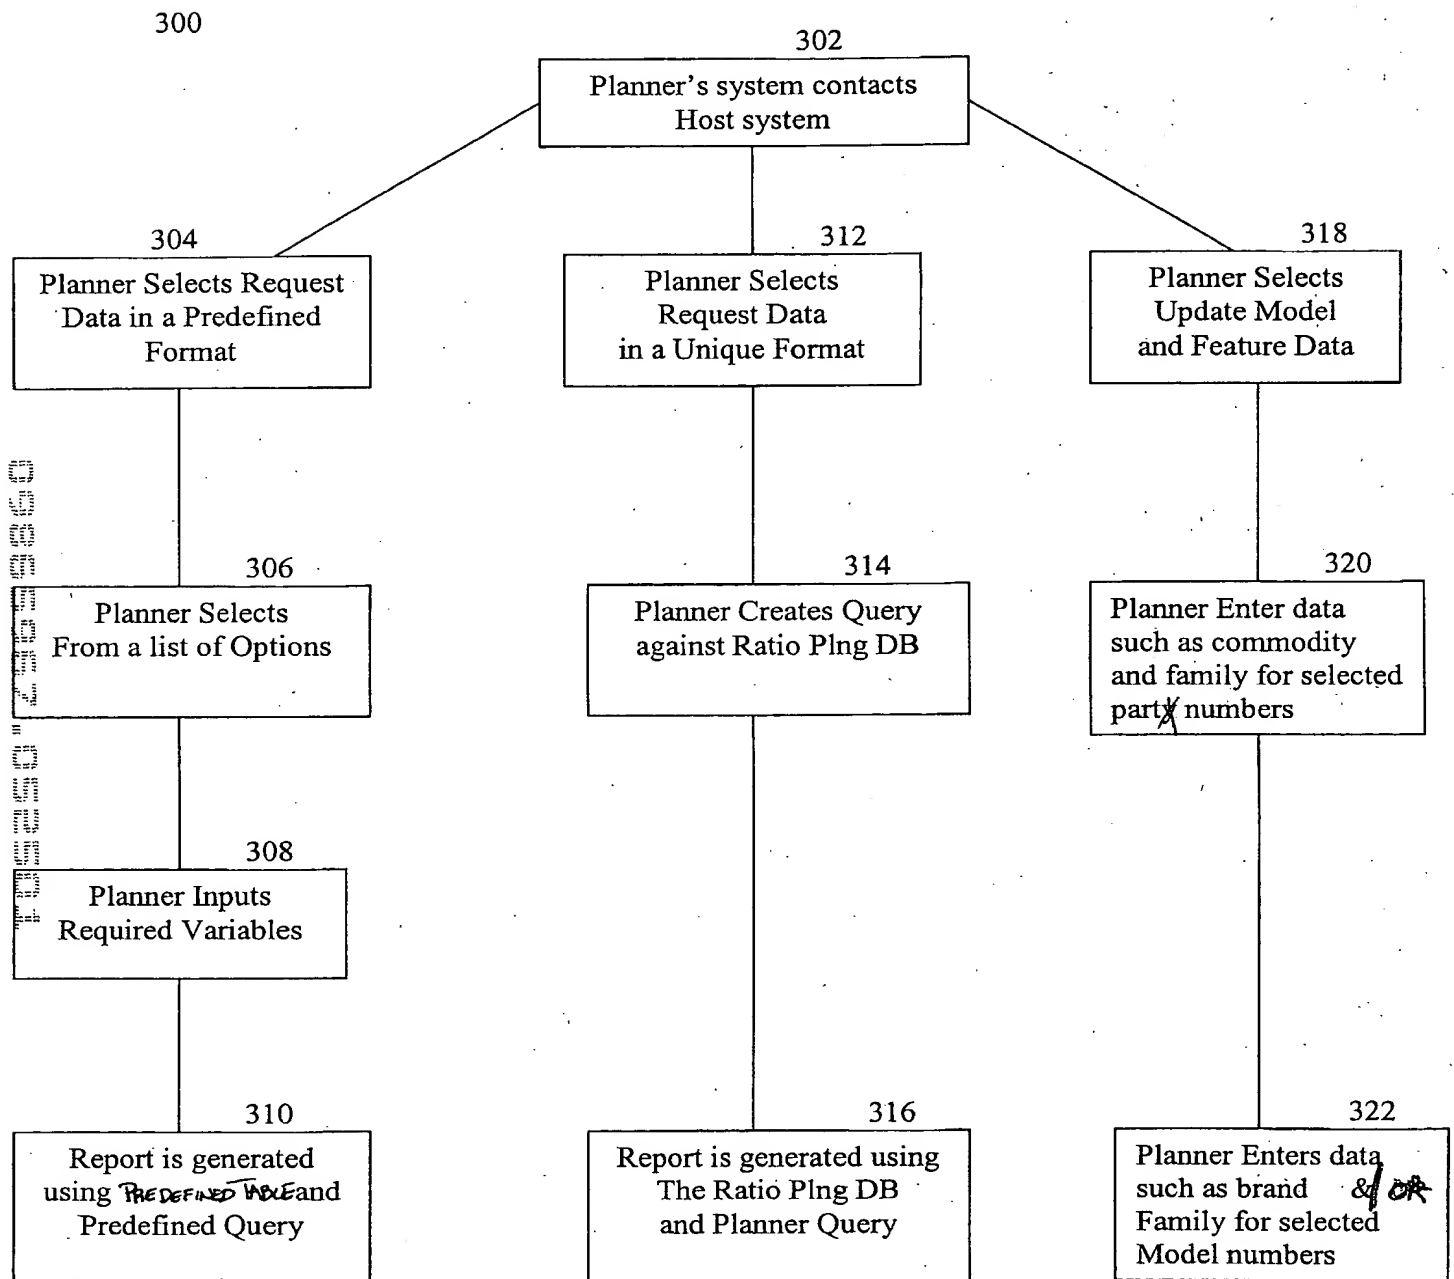 300
302
Planner's system contacts
Host system
304
Planner Selects Request
Data in a Predefined
Format
312
Planner Selects
Request Data
in a Unique Format
318
Planner Selects
Update Model
and Feature Data
306
Planner Selects
From a list of Options
314
Planner Creates Query
against Ratio Plng DB
320
Planner Enter data
such as commodity
and family for selected
part numbers
308
Planner Inputs
Required Variables
310
Report is generated
using PREDEFINED TABLE and
Predefined Query
316
Report is generated using
The Ratio Plng DB
and Planner Query
322
Planner Enters data
such as brand &/OR
Family for selected
Model numbers